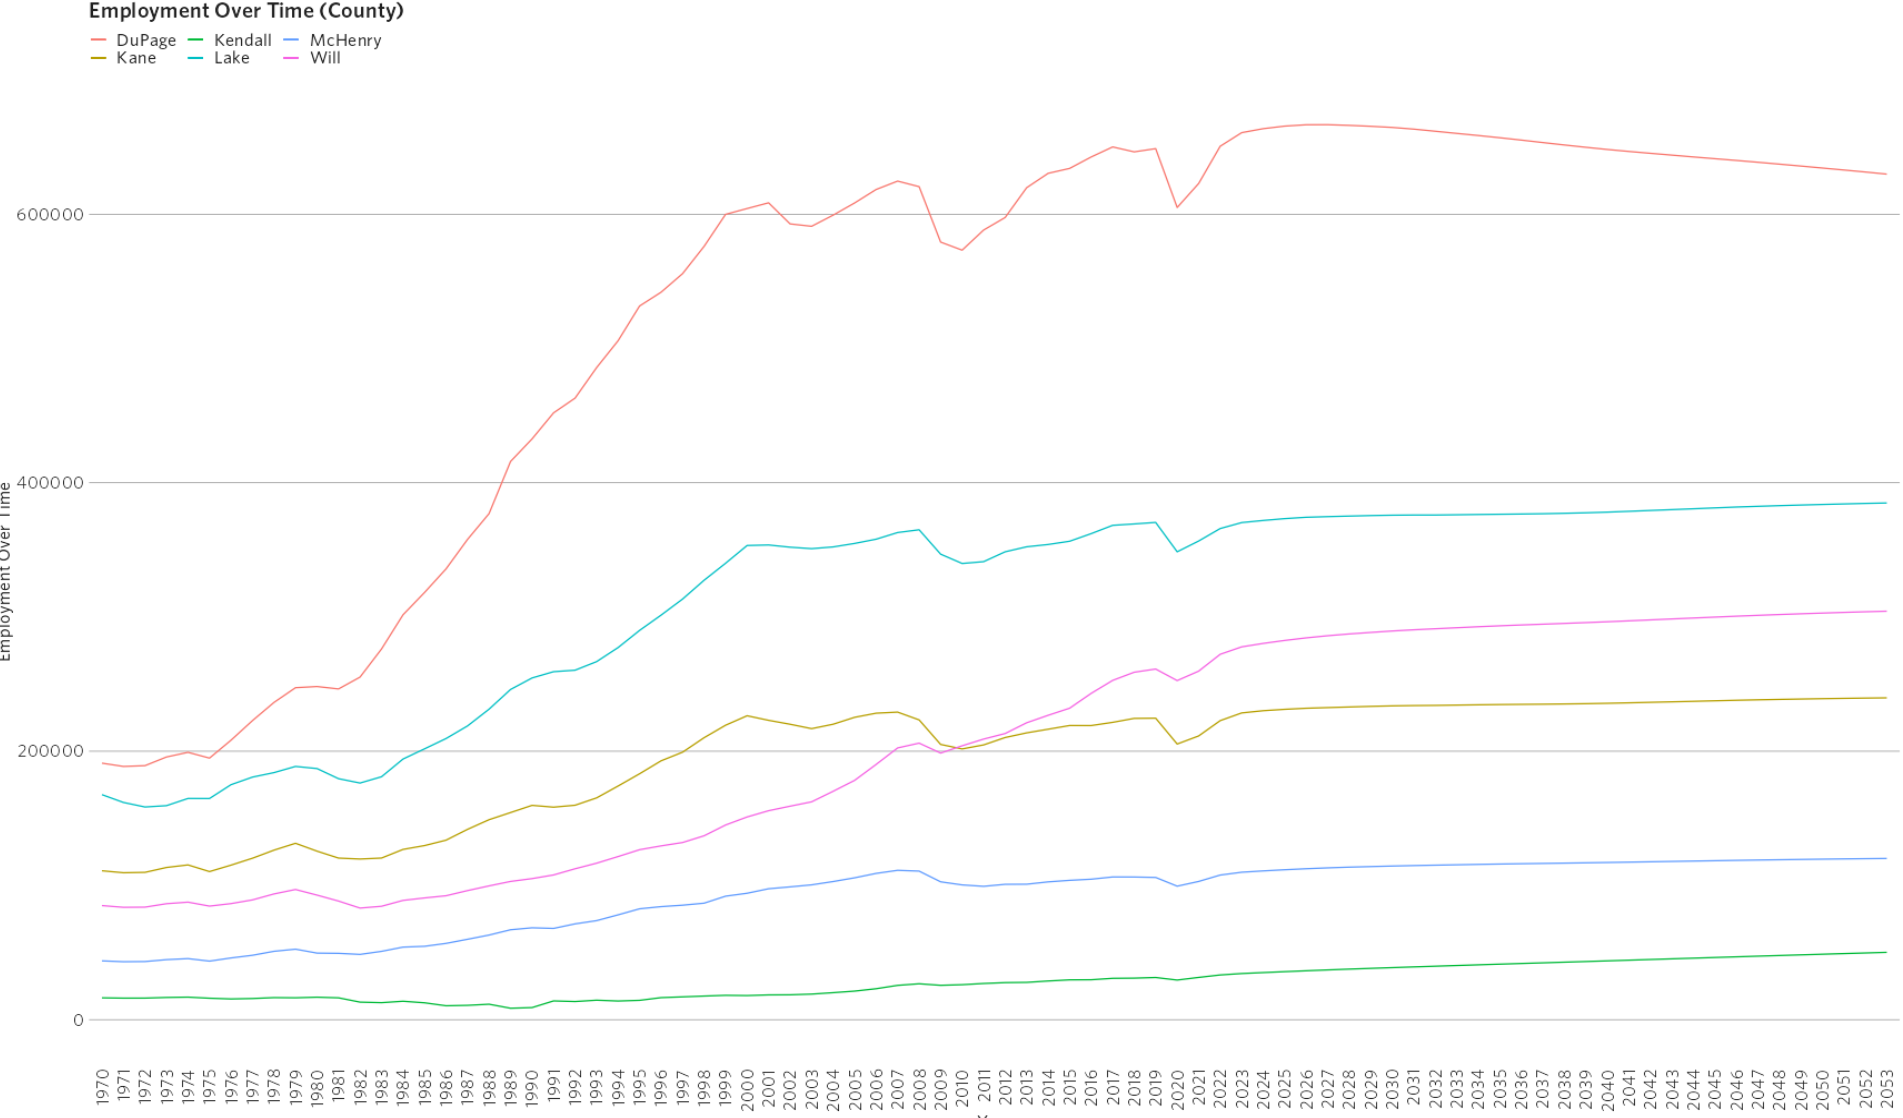 Employment Over Time (County)
DuPage Kendall McHenry
Kane Lake Will
600000
400000
200000
0
Employment Over Time
1970 1971 1972 1973 1974 1975 1976 1977 1978 1979 1980 1981 1982 1983 1984 1985 1986 1987 1988 1989 1990 1991 1992 1993 1994 1995 1996 1997 1998 1999 2000 2001 2002 2003 2004 2005 2006 2007 2008 2009 2010 2011 2012 2013 2014 2015 2016 2017 2018 2019 2020 2021 2022 2023 2024 2025 2026 2027 2028 2029 2030 2031 2032 2033 2034 2035 2036 2037 2038 2039 2040 2041 2042 2043 2044 2045 2046 2047 2048 2049 2050 2051 2052 2053